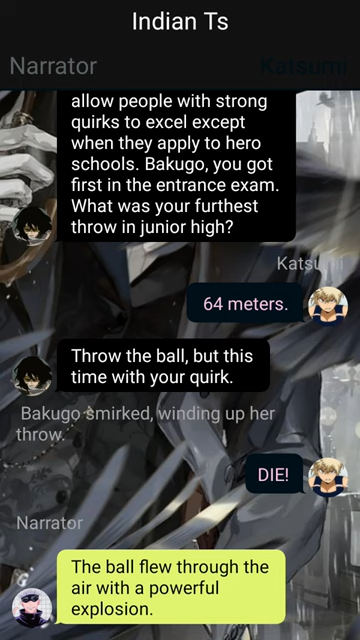 Indian Ts
Narrator
Katsumi
allow people with strong
quirks to excel except
when they apply to hero
schools. Bakugo, you got
first in the entrance exam.
What was your furthest
throw in junior high?
Katsumi
64 meters.
Throw the ball, but this
time with your quirk.
Bakugo smirked, winding up her
throw.
DIE!
Narrator
The ball flew through the
air with a powerful
explosion.